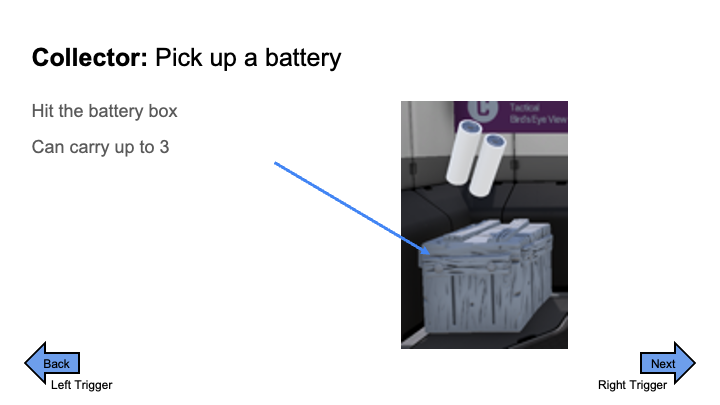 Collector: Pick up a battery
Hit the battery box
Can carry up to 3
Tactical
Bird's Eye View
Back
Left Trigger
Next
Right Trigger